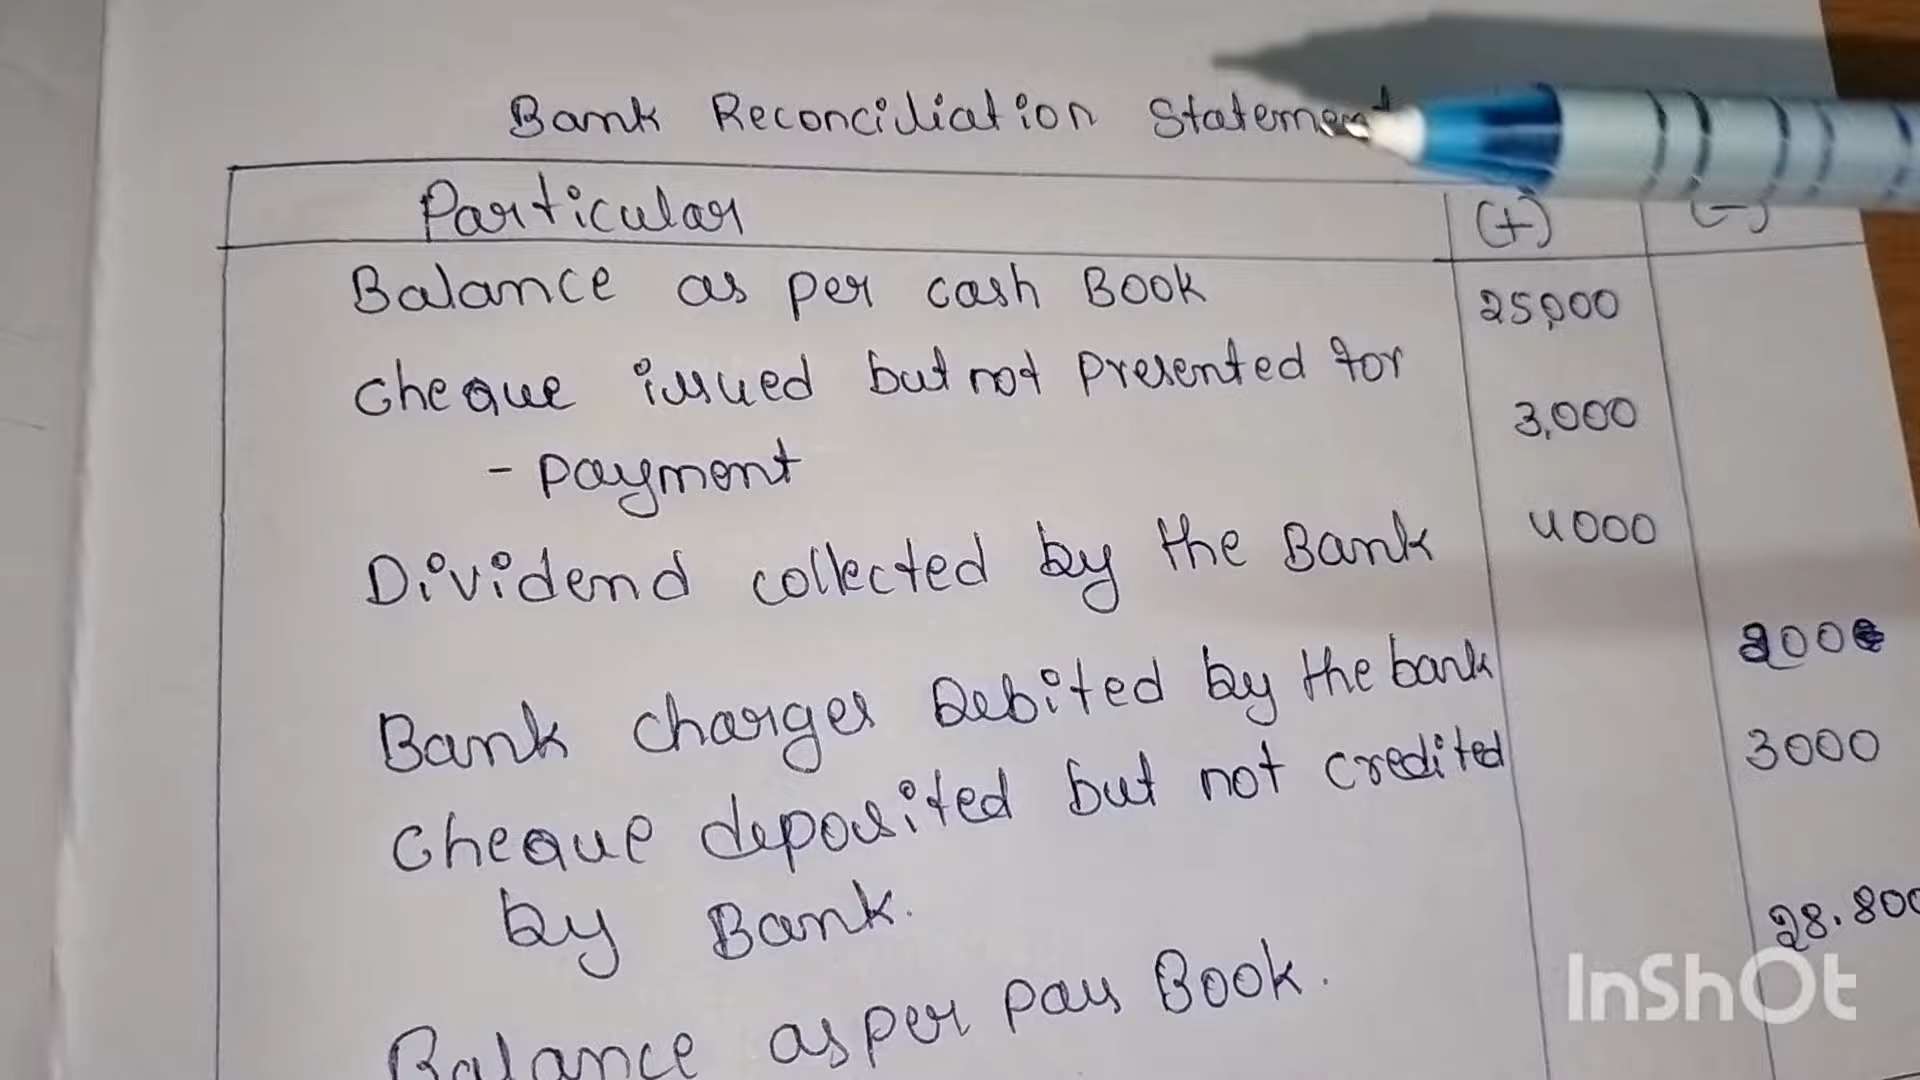 Bank Reconciliation Statement
Particular (+) (-)
Balance as per cash Book 25,000
cheque issued but not presented for
- payment 3,000
Dividend collected by the Bank 4000
Bank charges Debited by the bank 200
cheque deposited but not credited 3000
by Bank.
Balance as per pass Book. 28.800
InShOt